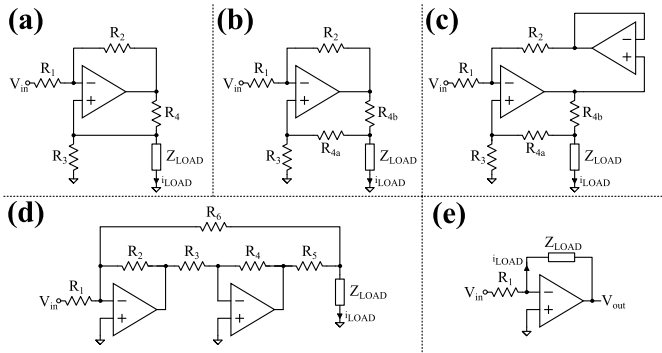 (a)
R2
R1
Vin
R4
R3
ZLOAD
iLOAD
(b)
R2
R1
Vin
R4b
R4a
R3
ZLOAD
iLOAD
(c)
R2
R1
Vin
R4b
R4a
R3
ZLOAD
iLOAD
(d)
R6
R2
R3
R4
R5
R1
Vin
ZLOAD
iLOAD
(e)
ZLOAD
iLOAD
R1
Vin
Vout